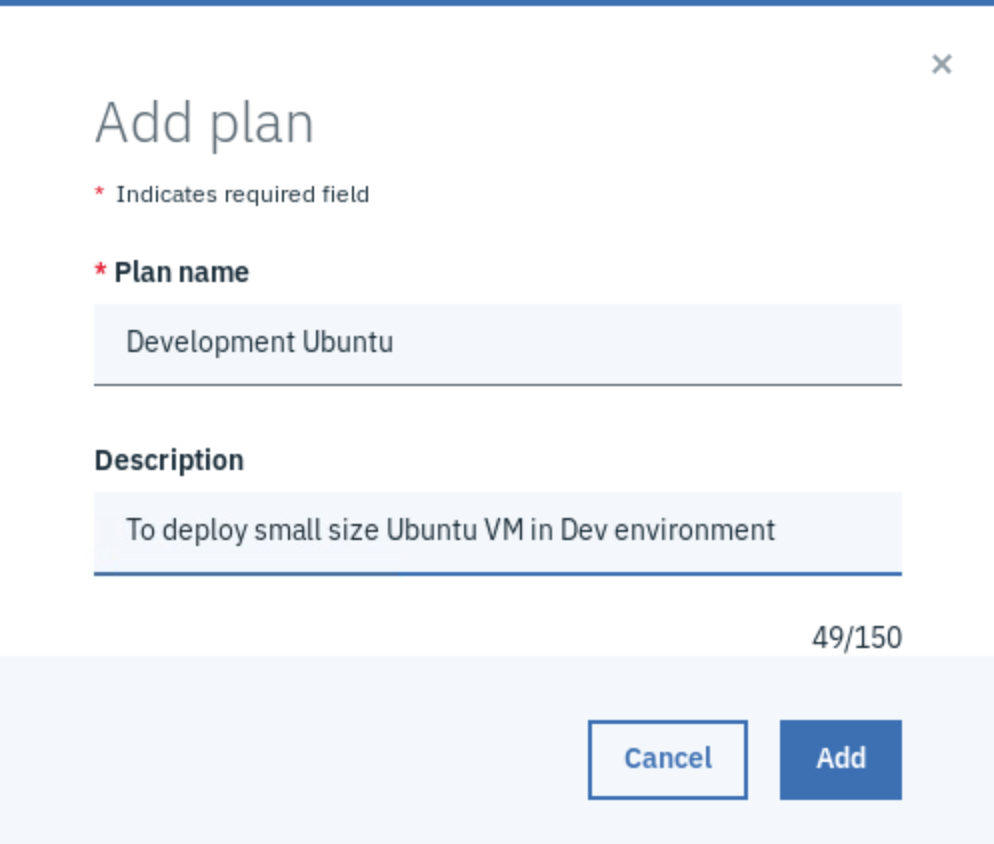 Add plan
* Indicates required field
* Plan name
Development Ubuntu
Description
To deploy small size Ubuntu VM in Dev environment
49/150
Cancel Add